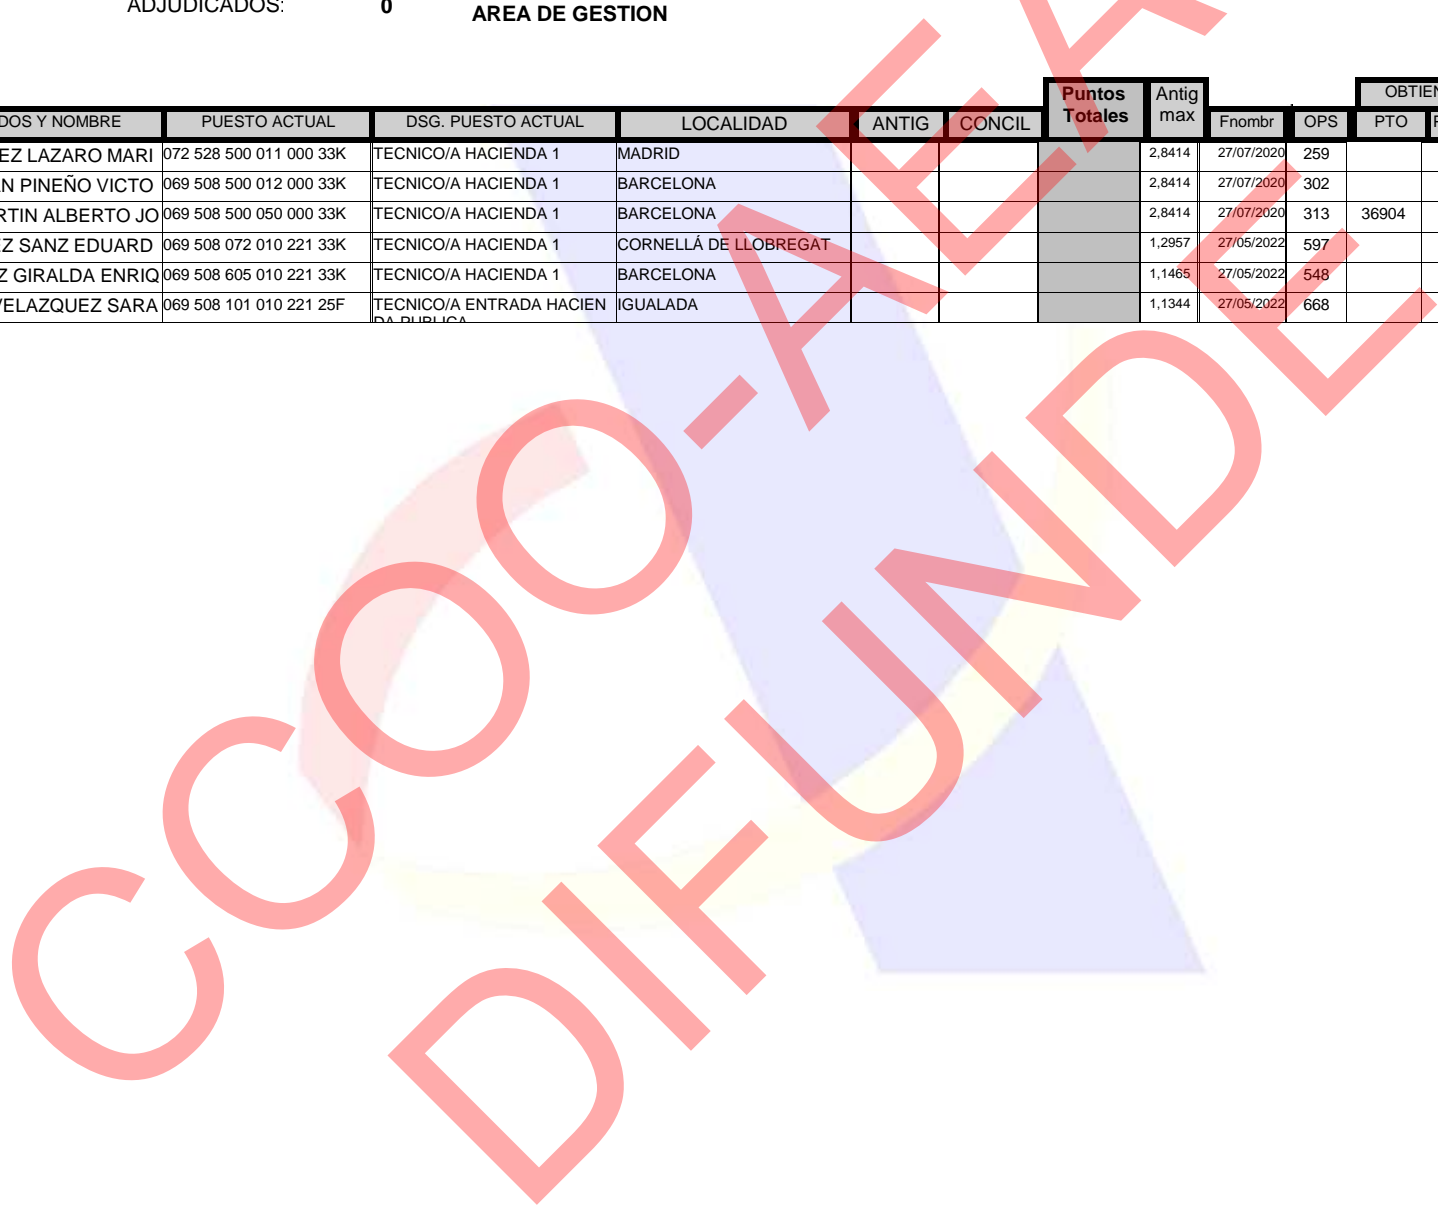 ADJUDICADOS: 0 AREA DE GESTION
Puntos Totales Antig max OBTIEN
DOS Y NOMBRE PUESTO ACTUAL DSG. PUESTO ACTUAL LOCALIDAD ANTIG CONCIL Fnombr OPS PTO
EZ LAZARO MARI 072 528 500 011 000 33K TECNICO/A HACIENDA 1 MADRID 2,8414 27/07/2020 259
N PINEÑO VICTO 069 508 500 012 000 33K TECNICO/A HACIENDA 1 BARCELONA 2,8414 27/07/2020 302
RTIN ALBERTO JO 069 508 500 050 000 33K TECNICO/A HACIENDA 1 BARCELONA 2,8414 27/07/2020 313 36904
EZ SANZ EDUARD 069 508 072 010 221 33K TECNICO/A HACIENDA 1 CORNELLÁ DE LLOBREGAT 1,2957 27/05/2022 597
Z GIRALDA ENRIQ 069 508 605 010 221 33K TECNICO/A HACIENDA 1 BARCELONA 1,1465 27/05/2022 548
VELAZQUEZ SARA 069 508 101 010 221 25F TECNICO/A ENTRADA HACIEN IGUALADA 1,1344 27/05/2022 668
DA PUBLICA
CCOO-AEA
DIFUNDE